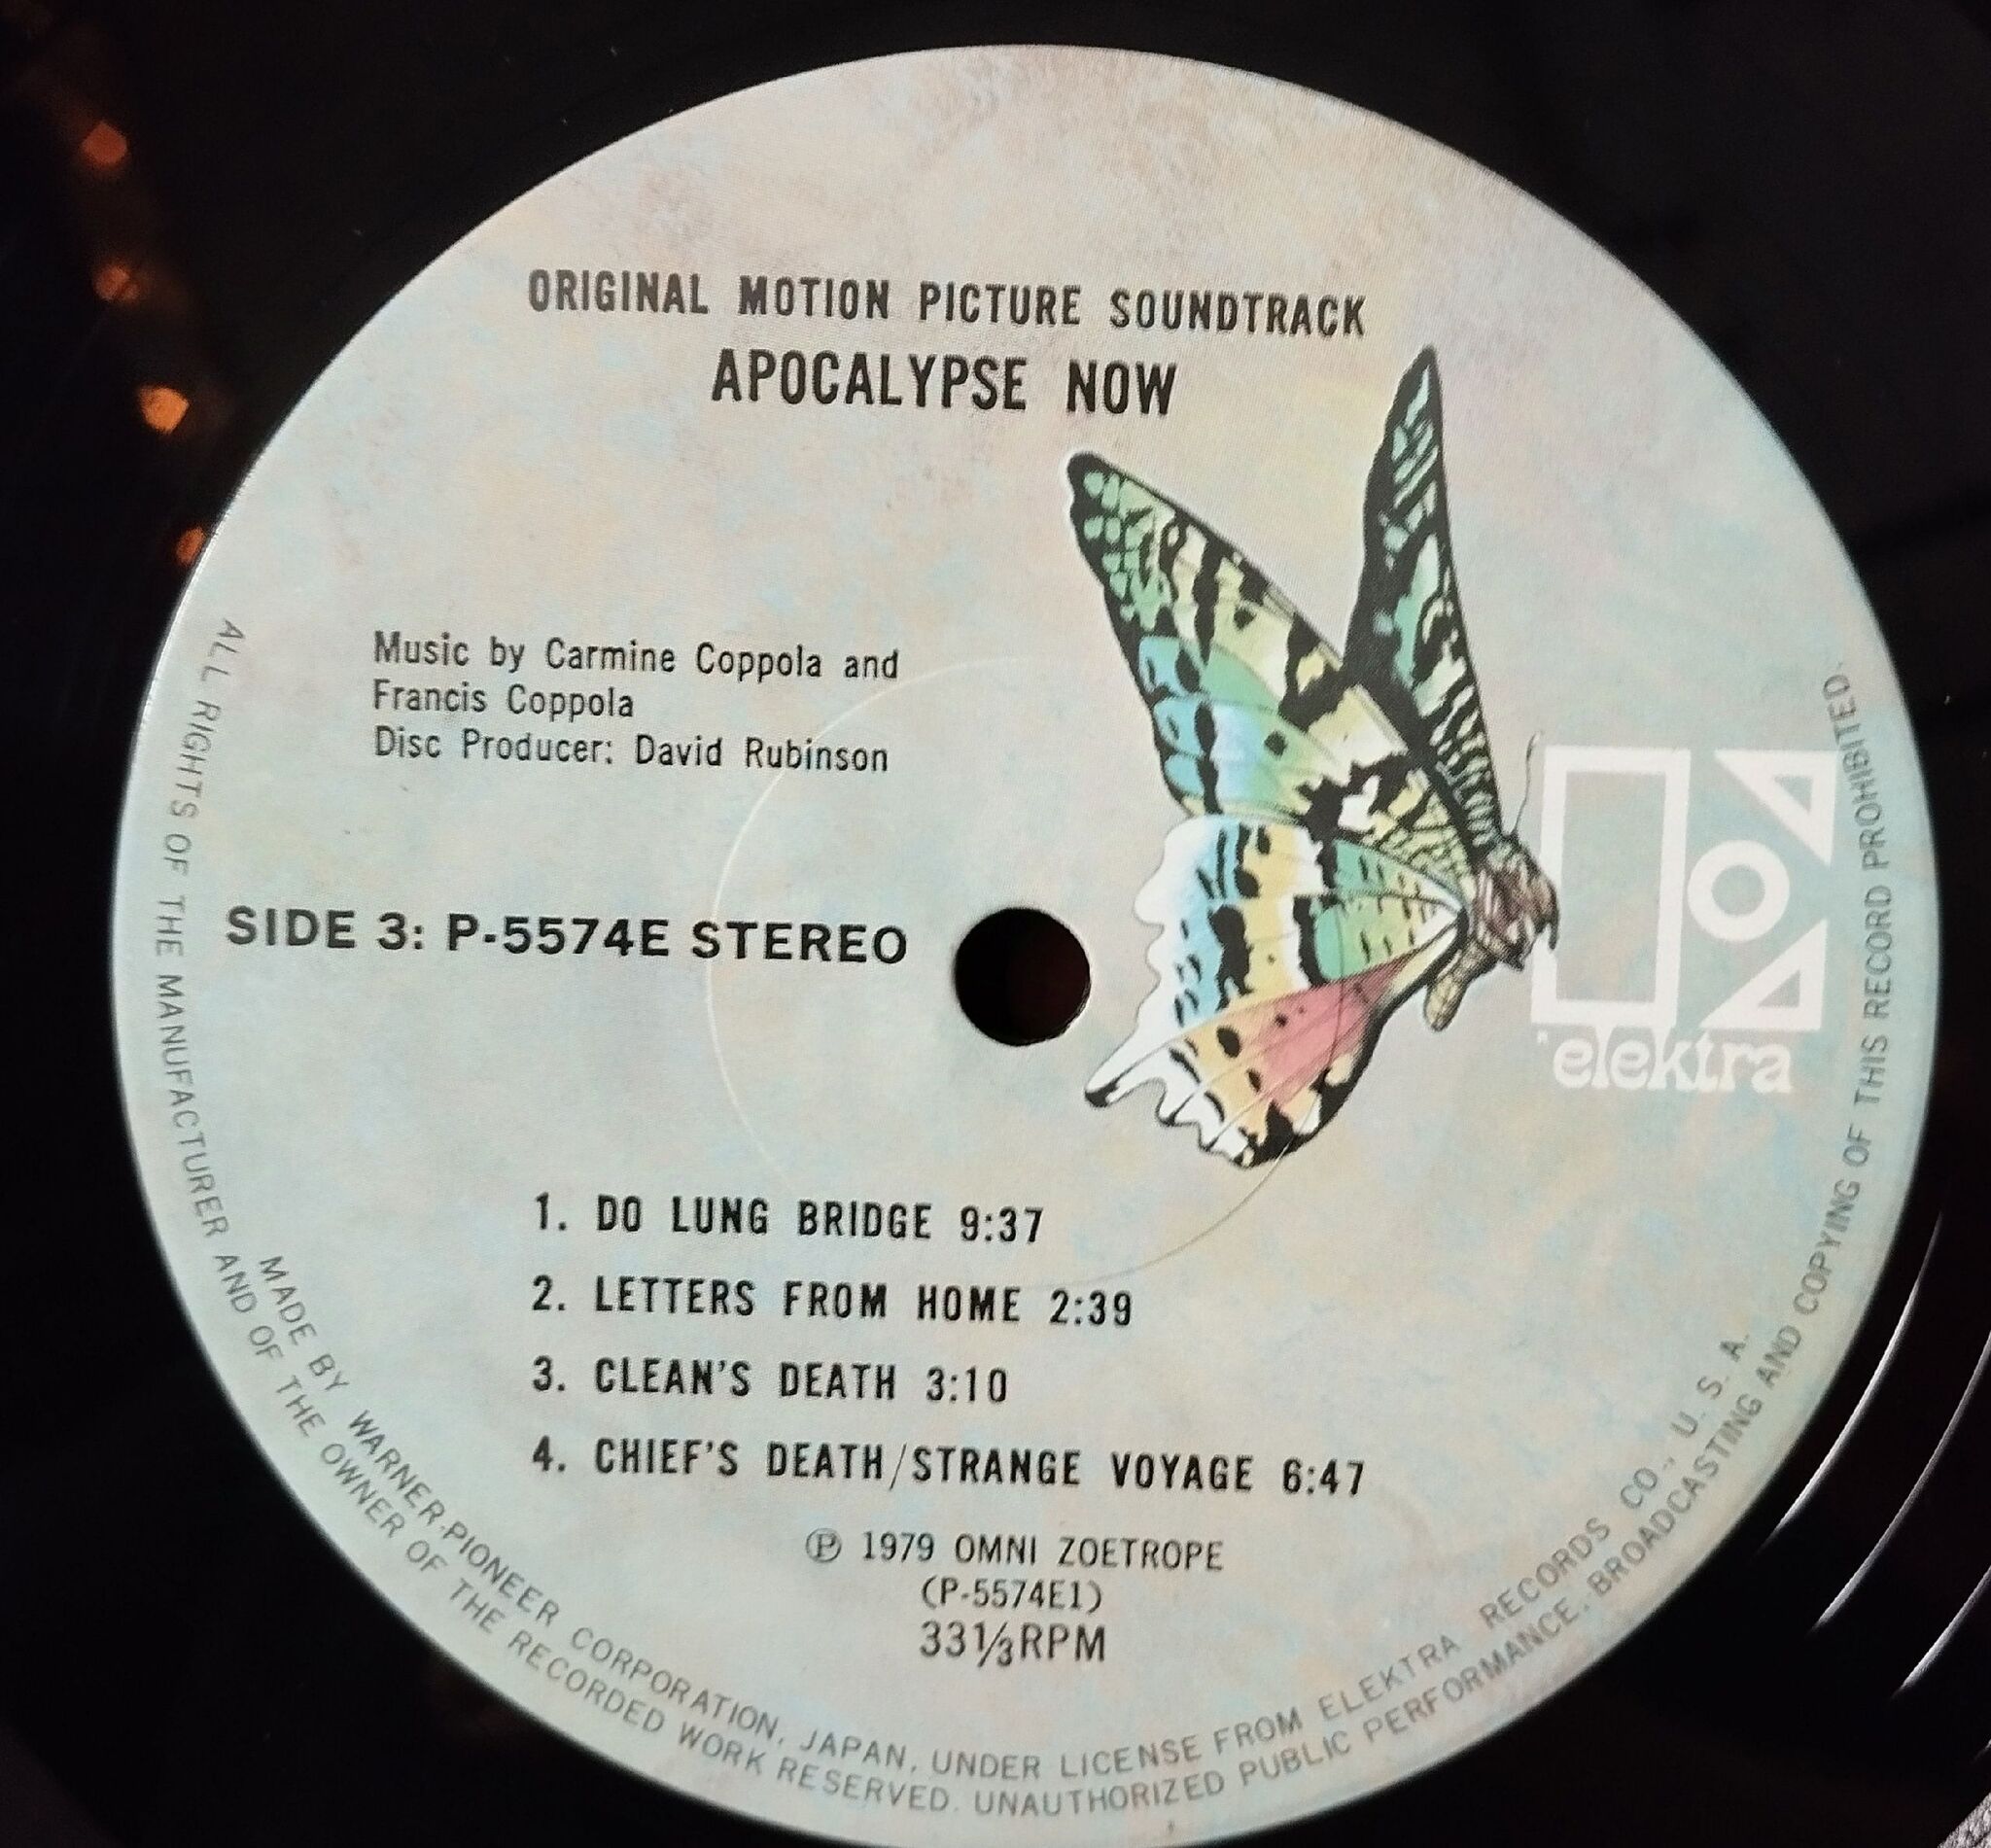 ORIGINAL MOTION PICTURE SOUNDTRACK
APOCALYPSE NOW
Music by Carmine Coppola and
Francis Coppola
Disc Producer: David Rubinson
SIDE 3: P-5574E STEREO
elektra
1. DO LUNG BRIDGE 9:37
2. LETTERS FROM HOME 2:39
3. CLEAN'S DEATH 3:10
4. CHIEF'S DEATH/STRANGE VOYAGE 6:47
Ⓟ 1979 OMNI ZOETROPE
(P-5574E1)
33⅓RPM
MADE BY WARNER-PIONEER CORPORATION, JAPAN, UNDER LICENSE FROM ELEKTRA RECORDS CO., U. S. A.
ALL RIGHTS OF THE MANUFACTURER AND OF THE OWNER OF THE RECORDED WORK RESERVED. UNAUTHORIZED PUBLIC PERFORMANCE, BROADCASTING AND COPYING OF THIS RECORD PROHIBITED.